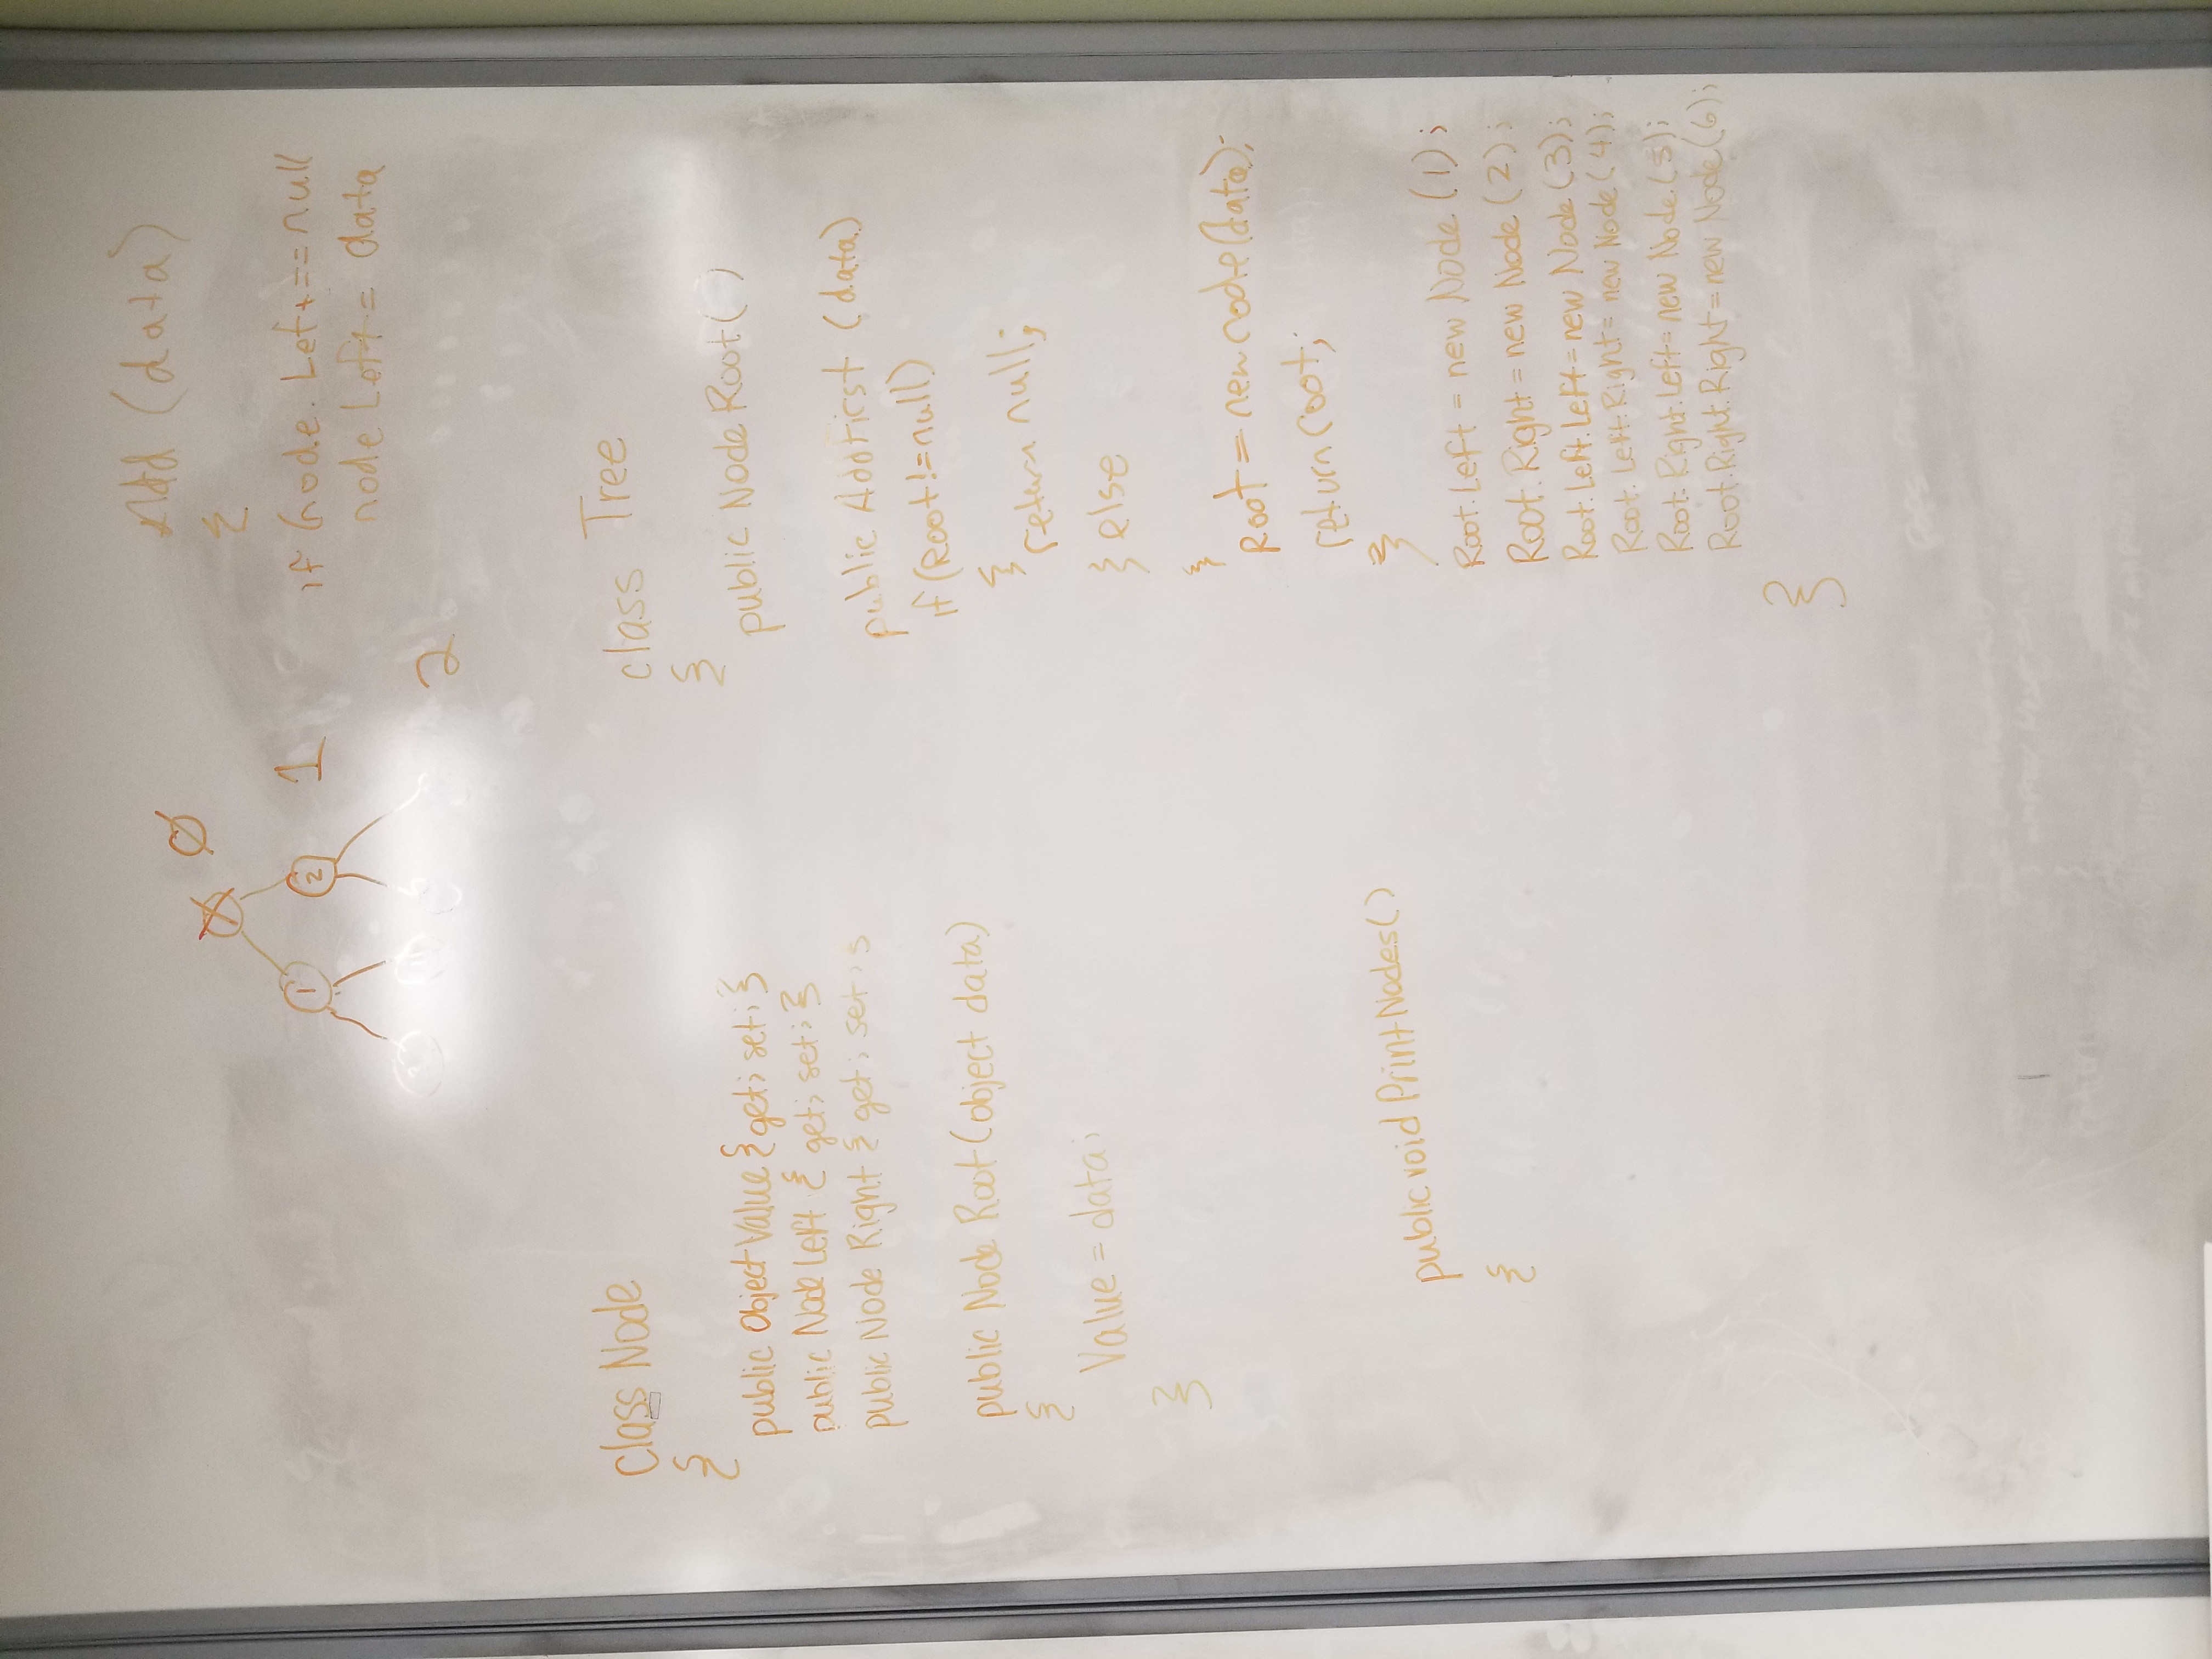 Ø
Add (data)
{
1 2 1
if (node. Left==null
node Left = data
2
class Node
{
public Object Value { get; set; }
public Node Left { get; set; }
public Node Right { get; set; }
public Node Root(object data)
{
Value = data;
}
public void PrintNodes()
{
class Tree
{
public Node Root( )
public AddFirst (data)
if (Root!=null)
{
return null;
} else
{
Root = new node(data);
return root;
}
Root.Left = new Node (1);
Root.Right = new Node (2);
Root.Left.Left = new Node (3);
Root.Left.Right = new Node (4);
Root.Right.Left = new Node (5);
Root.Right.Right = new Node (6);
}